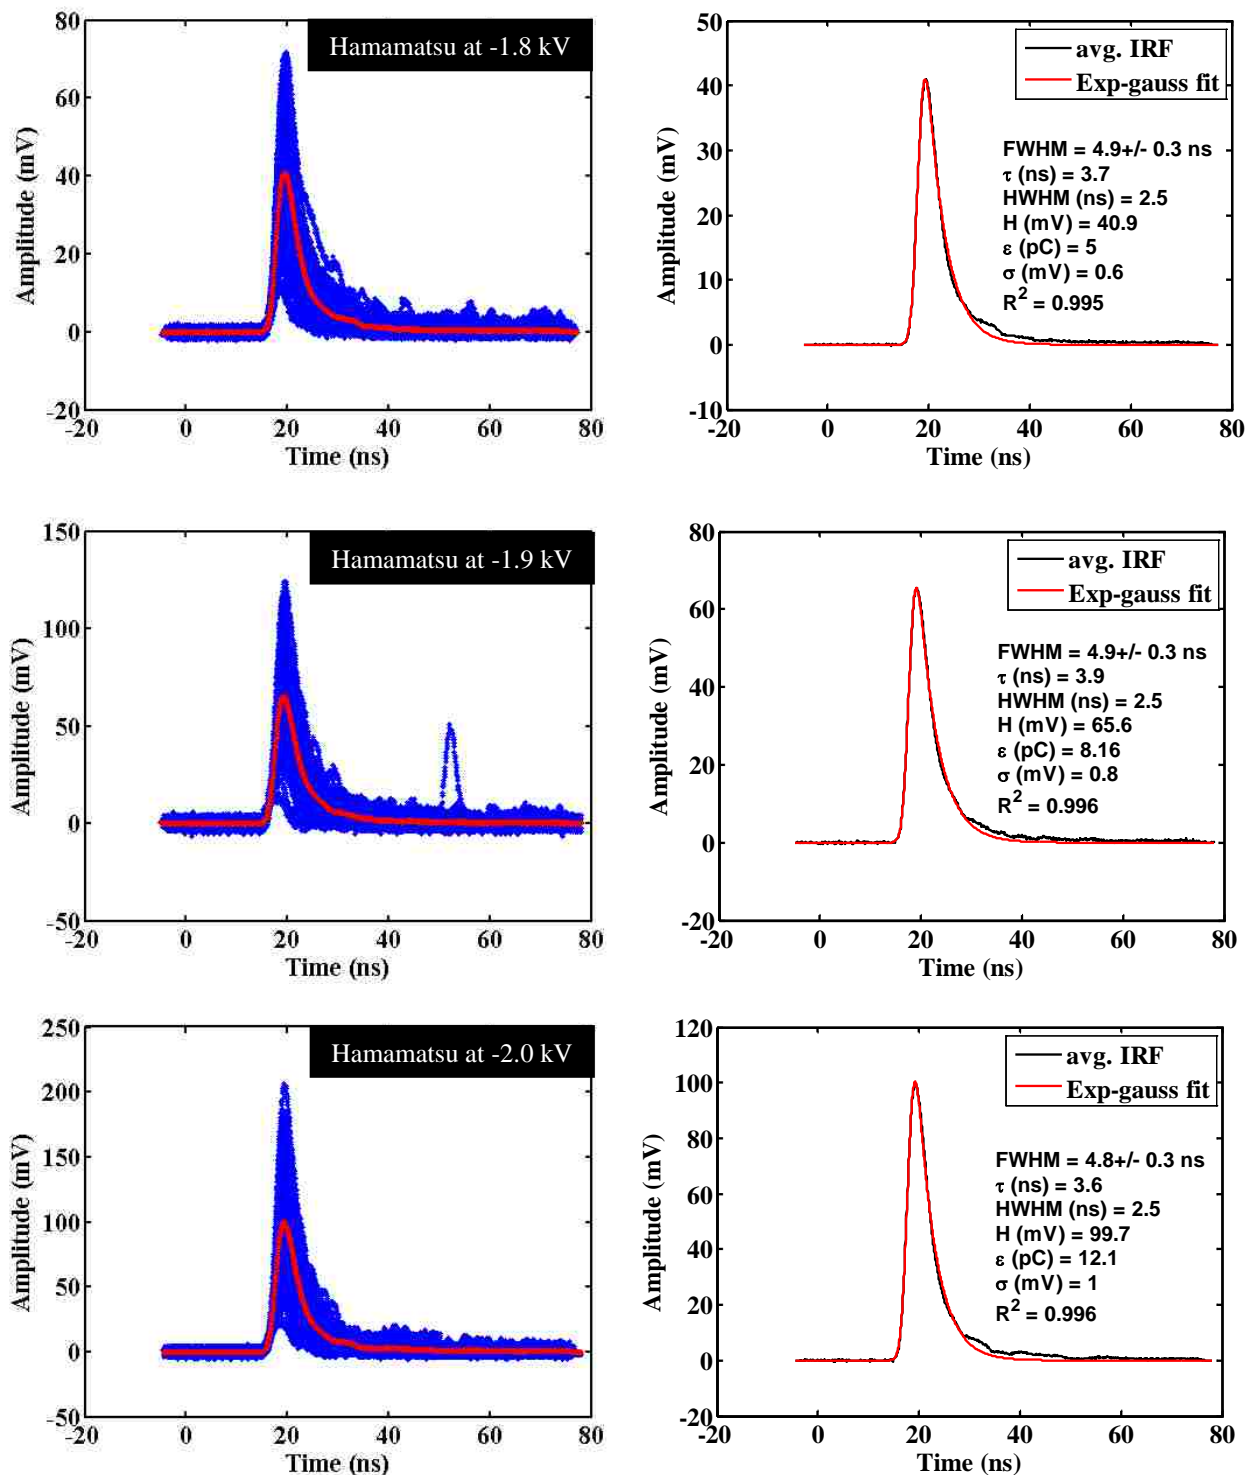 Hamamatsu at -1.8 kV
80
60
40
20
0
-20
-20
0
20
40
60
80
Amplitude (mV)
Time (ns)
avg. IRF
Exp-gauss fit
FWHM = 4.9+/- 0.3 ns
τ (ns) = 3.7
HWHM (ns) = 2.5
H (mV) = 40.9
ε (pC) = 5
σ (mV) = 0.6
R² = 0.995
50
40
30
20
10
0
-10
-20
0
20
40
60
80
Amplitude (mV)
Time (ns)
Hamamatsu at -1.9 kV
150
100
50
0
-50
-20
0
20
40
60
80
Amplitude (mV)
Time (ns)
avg. IRF
Exp-gauss fit
FWHM = 4.9+/- 0.3 ns
τ (ns) = 3.9
HWHM (ns) = 2.5
H (mV) = 65.6
ε (pC) = 8.16
σ (mV) = 0.8
R² = 0.996
80
60
40
20
0
-20
-20
0
20
40
60
80
Amplitude (mV)
Time (ns)
Hamamatsu at -2.0 kV
250
200
150
100
50
0
-50
-20
0
20
40
60
80
Amplitude (mV)
Time (ns)
avg. IRF
Exp-gauss fit
FWHM = 4.8+/- 0.3 ns
τ (ns) = 3.6
HWHM (ns) = 2.5
H (mV) = 99.7
ε (pC) = 12.1
σ (mV) = 1
R² = 0.996
120
100
80
60
40
20
0
-20
-20
0
20
40
60
80
Amplitude (mV)
Time (ns)